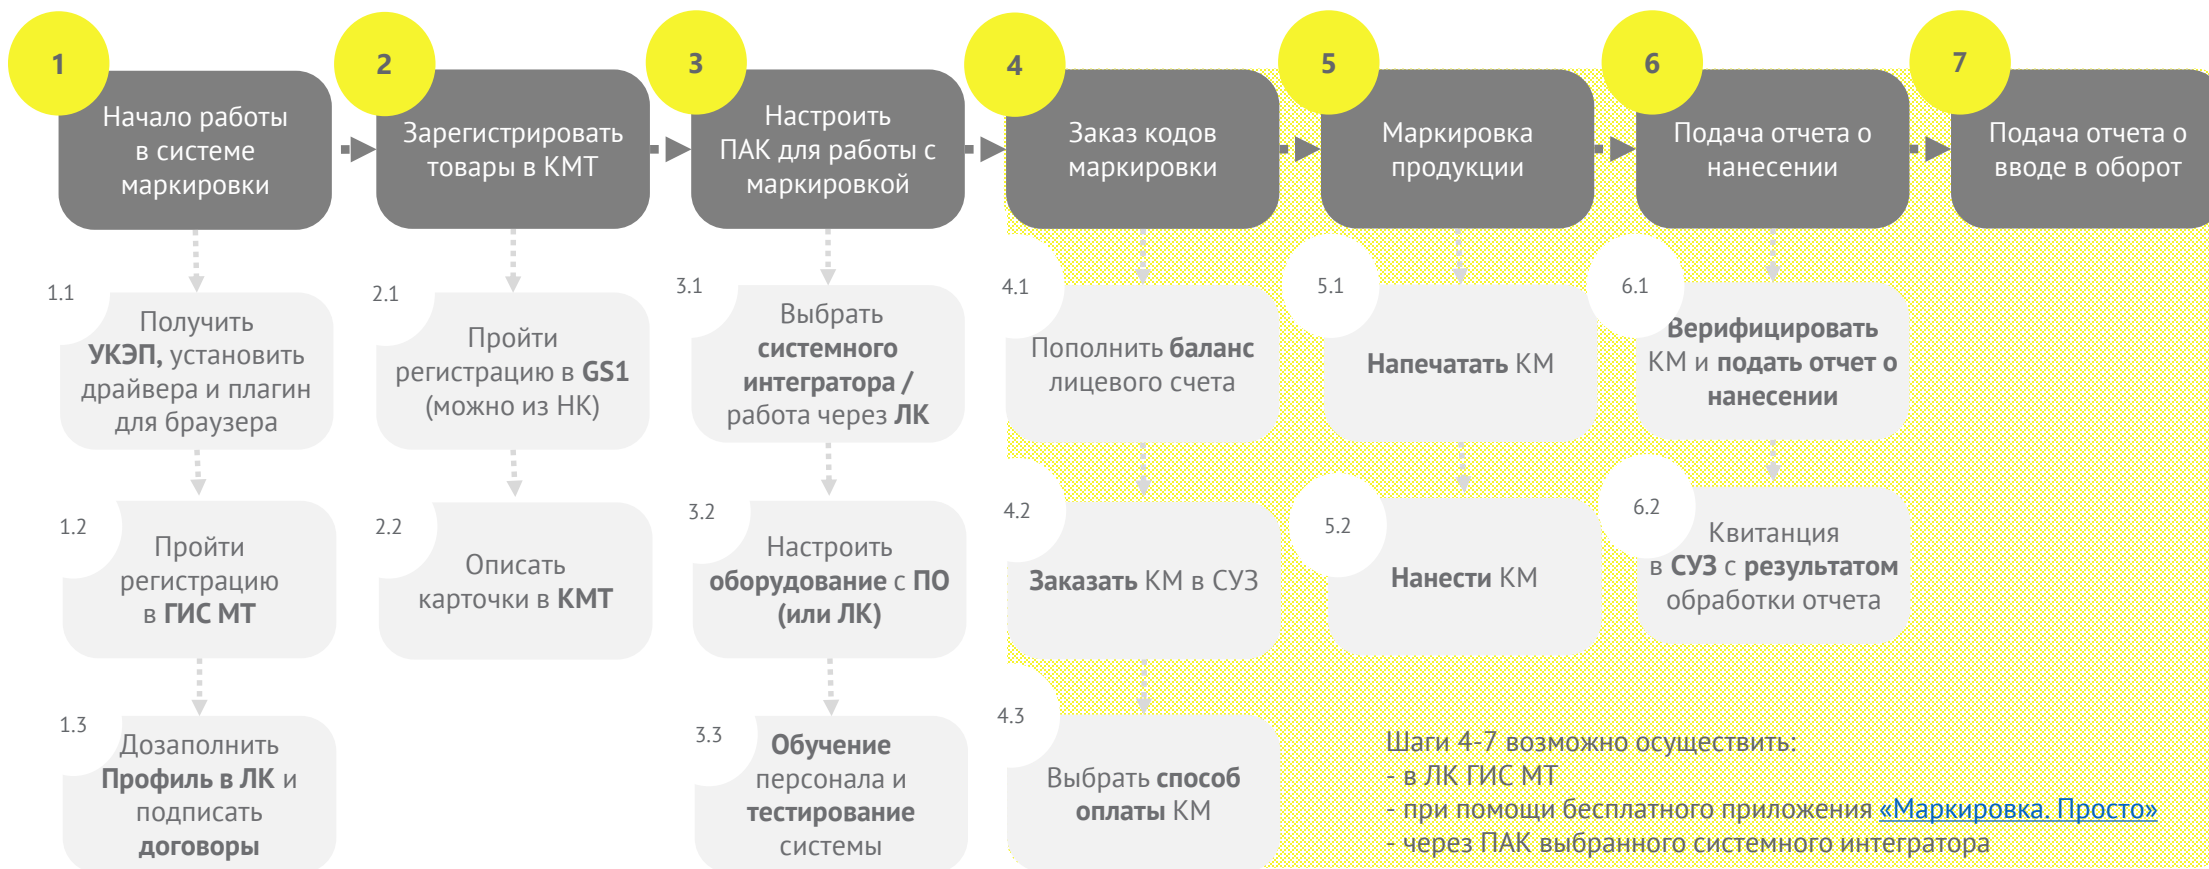 1
Начало работы
в системе
маркировки
2
Зарегистрировать
товары в КМТ
3
Настроить
ПАК для работы с
маркировкой
4
Заказ кодов
маркировки
5
Маркировка
продукции
6
Подача отчета о
нанесении
7
Подача отчета о
вводе в оборот
1.1
Получить
УКЭП, установить
драйвера и плагин
для браузера
1.2
Пройти
регистрацию
в ГИС МТ
1.3
Дозаполнить
Профиль в ЛК и
подписать
договоры
2.1
Пройти
регистрацию в GS1
(можно из НК)
2.2
Описать
карточки в КМТ
3.1
Выбрать
системного
интегратора /
работа через ЛК
3.2
Настроить
оборудование с ПО
(или ЛК)
3.3
Обучение
персонала и
тестирование
системы
4.1
Пополнить баланс
лицевого счета
4.2
Заказать КМ в СУЗ
4.3
Выбрать способ
оплаты КМ
5.1
Напечатать КМ
5.2
Нанести КМ
6.1
Верифицировать
КМ и подать отчет о
нанесении
6.2
Квитанция
в СУЗ с результатом
обработки отчета
Шаги 4-7 возможно осуществить:
- в ЛК ГИС МТ
- при помощи бесплатного приложения «Маркировка. Просто»
- через ПАК выбранного системного интегратора